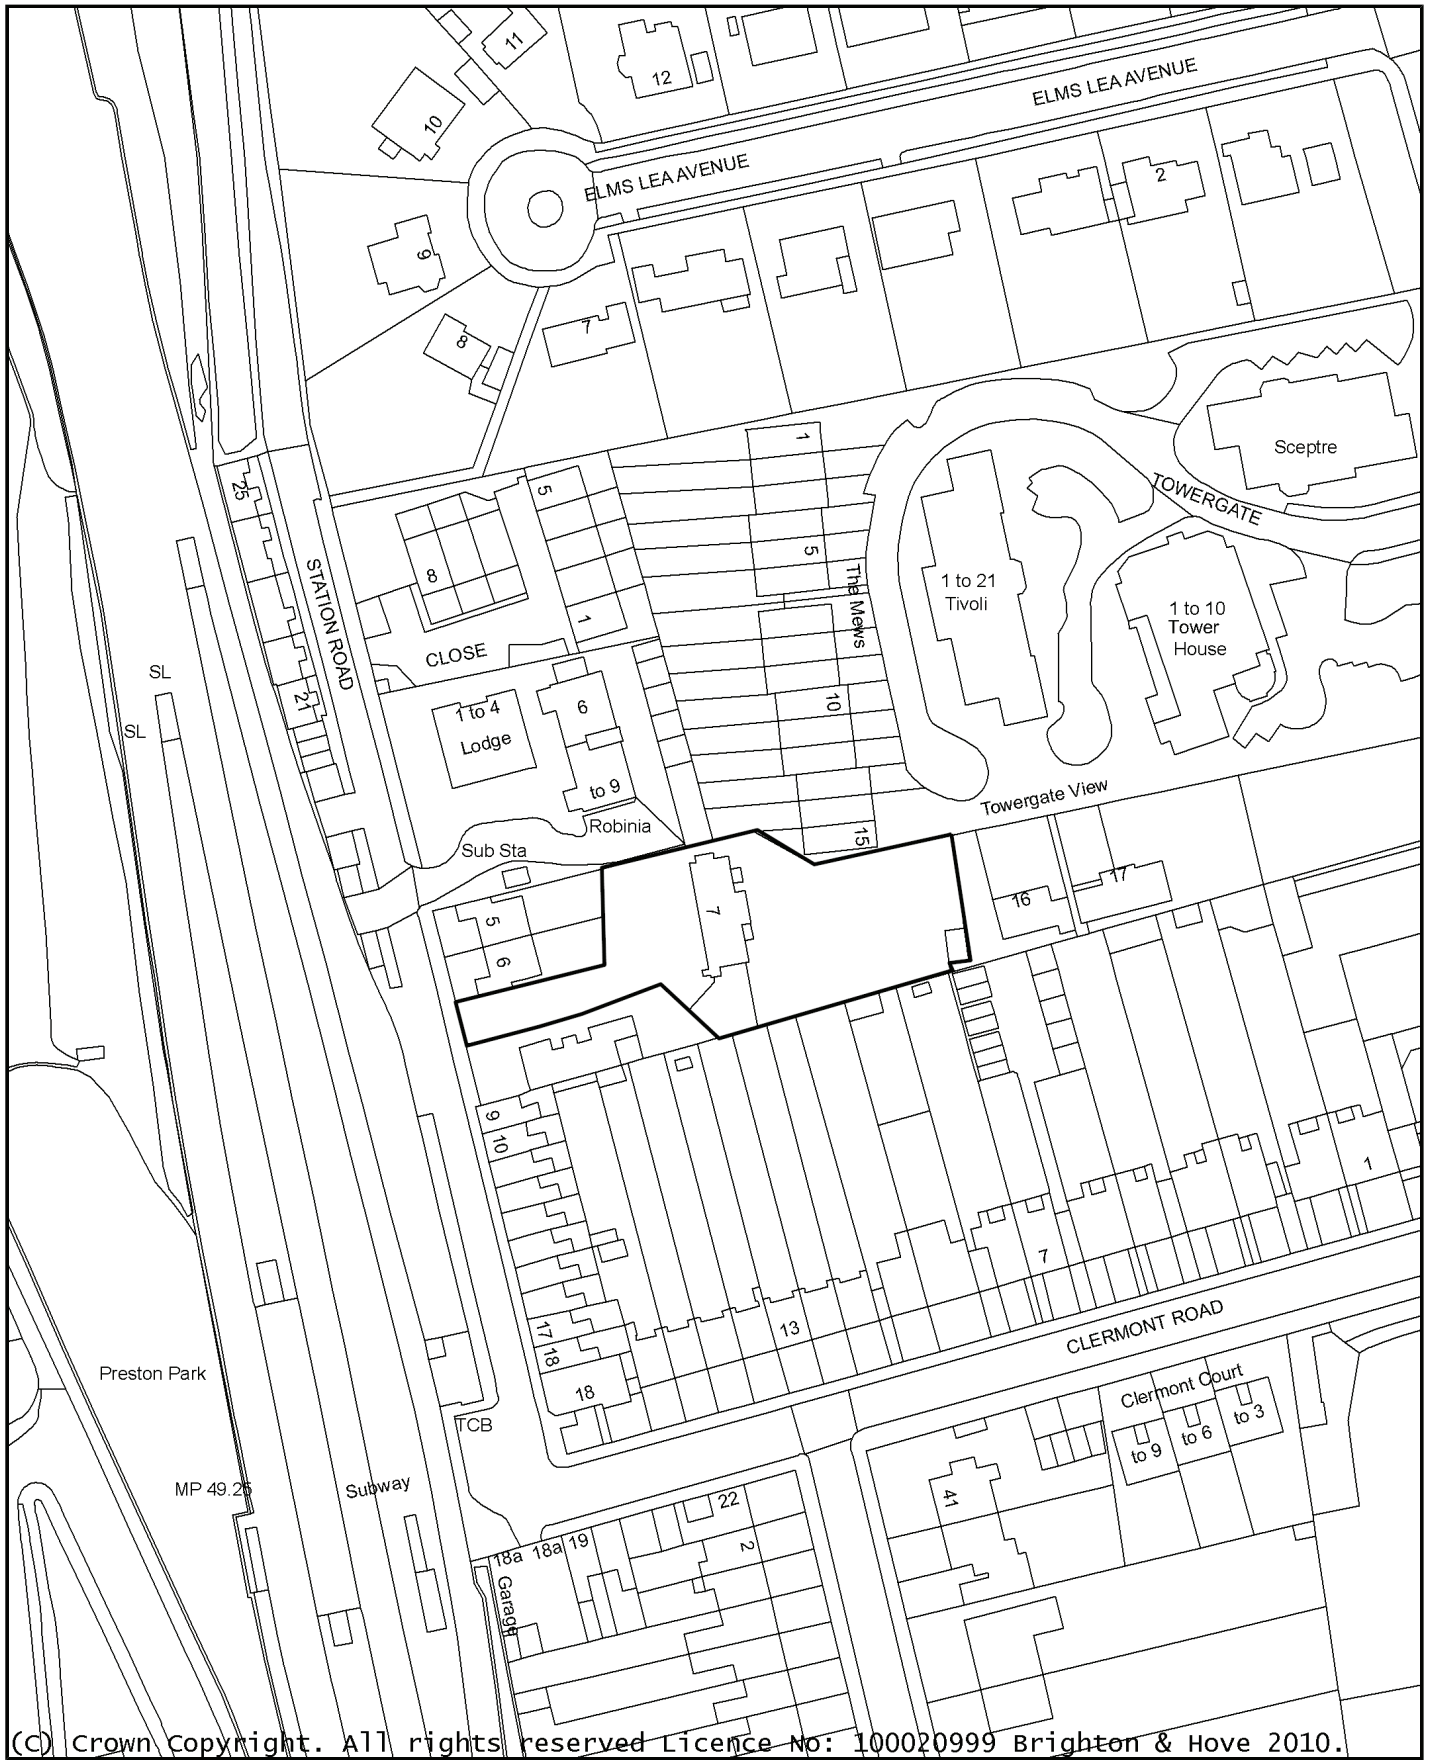 11
12
ELMS LEA AVENUE
10
ELMS LEA AVENUE
2
9
7
8
1
Sceptre
25
5
TOWERGATE
5
STATION ROAD
8
The Mews
1 to 21
Tivoli
1 to 10
Tower
House
1
CLOSE
SL
21
1 to 4
Lodge
6
10
SL
to 9
Towergate View
Robinia
15
Sub Sta
17
16
5
7
6
9
10
1
7
17
18
13
CLERMONT ROAD
Preston Park
18
Clermont Court
TCB
to 3
to 6
to 9
MP 49.25
Subway
22
41
18a
18a
19
2
Garage
(C) Crown Copyright. All rights reserved Licence No: 100020999 Brighton & Hove 2010.